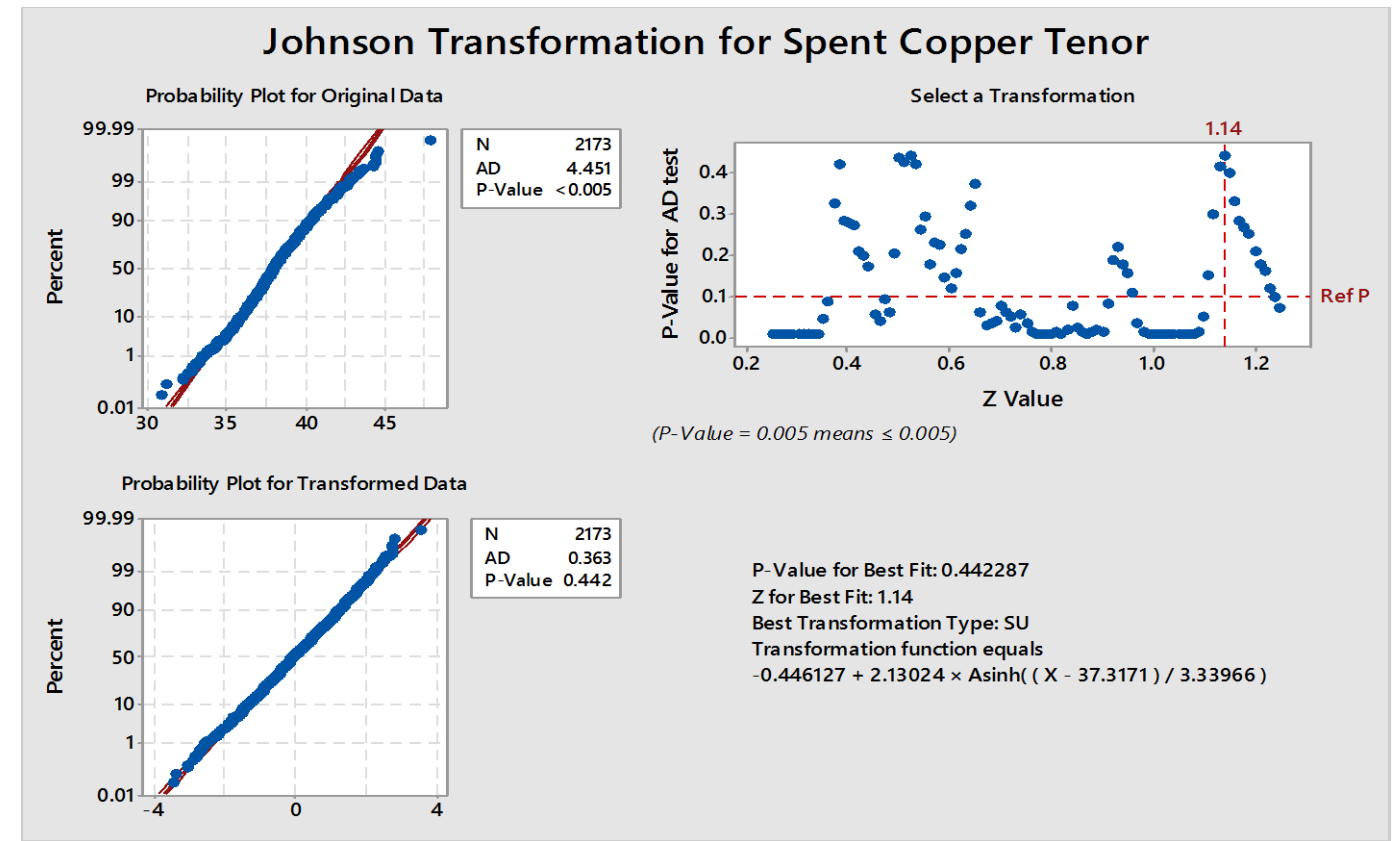 Johnson Transformation for Spent Copper Tenor
Probability Plot for Original Data
Percent
99.99
99
90
50
10
1
0.01
30 35 40 45
N 2173
AD 4.451
P-Value <0.005
Select a Transformation
1.14
P-Value for AD test
0.4
0.3
0.2
0.1
0.0
Ref P
0.2 0.4 0.6 0.8 1.0 1.2
Z Value
(P-Value = 0.005 means ≤ 0.005)
Probability Plot for Transformed Data
Percent
99.99
99
90
50
10
1
0.01
-4 0 4
N 2173
AD 0.363
P-Value 0.442
P-Value for Best Fit: 0.442287
Z for Best Fit: 1.14
Best Transformation Type: SU
Transformation function equals
-0.446127 + 2.13024 × Asinh( ( X - 37.3171 ) / 3.33966 )